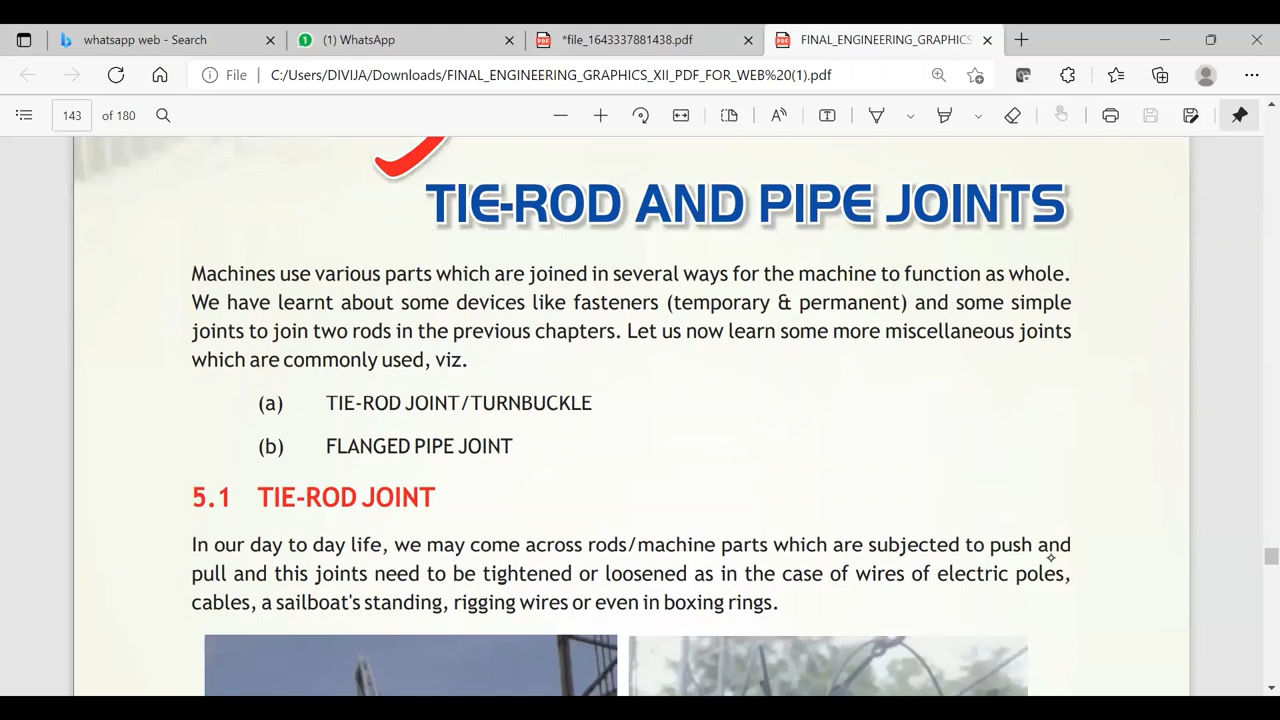 whatsapp web - Search
(1) WhatsApp
*file_1643337881438.pdf
FINAL_ENGINEERING_GRAPHICS
File
C:/Users/DIVIJA/Downloads/FINAL_ENGINEERING_GRAPHICS_XII_PDF_FOR_WEB%20(1).pdf
143 of 180
TIE-ROD AND PIPE JOINTS
Machines use various parts which are joined in several ways for the machine to function as whole.
We have learnt about some devices like fasteners (temporary & permanent) and some simple
joints to join two rods in the previous chapters. Let us now learn some more miscellaneous joints
which are commonly used, viz.
(a) TIE-ROD JOINT/TURNBUCKLE
(b) FLANGED PIPE JOINT
5.1 TIE-ROD JOINT
In our day to day life, we may come across rods/machine parts which are subjected to push and
pull and this joints need to be tightened or loosened as in the case of wires of electric poles,
cables, a sailboat's standing, rigging wires or even in boxing rings.